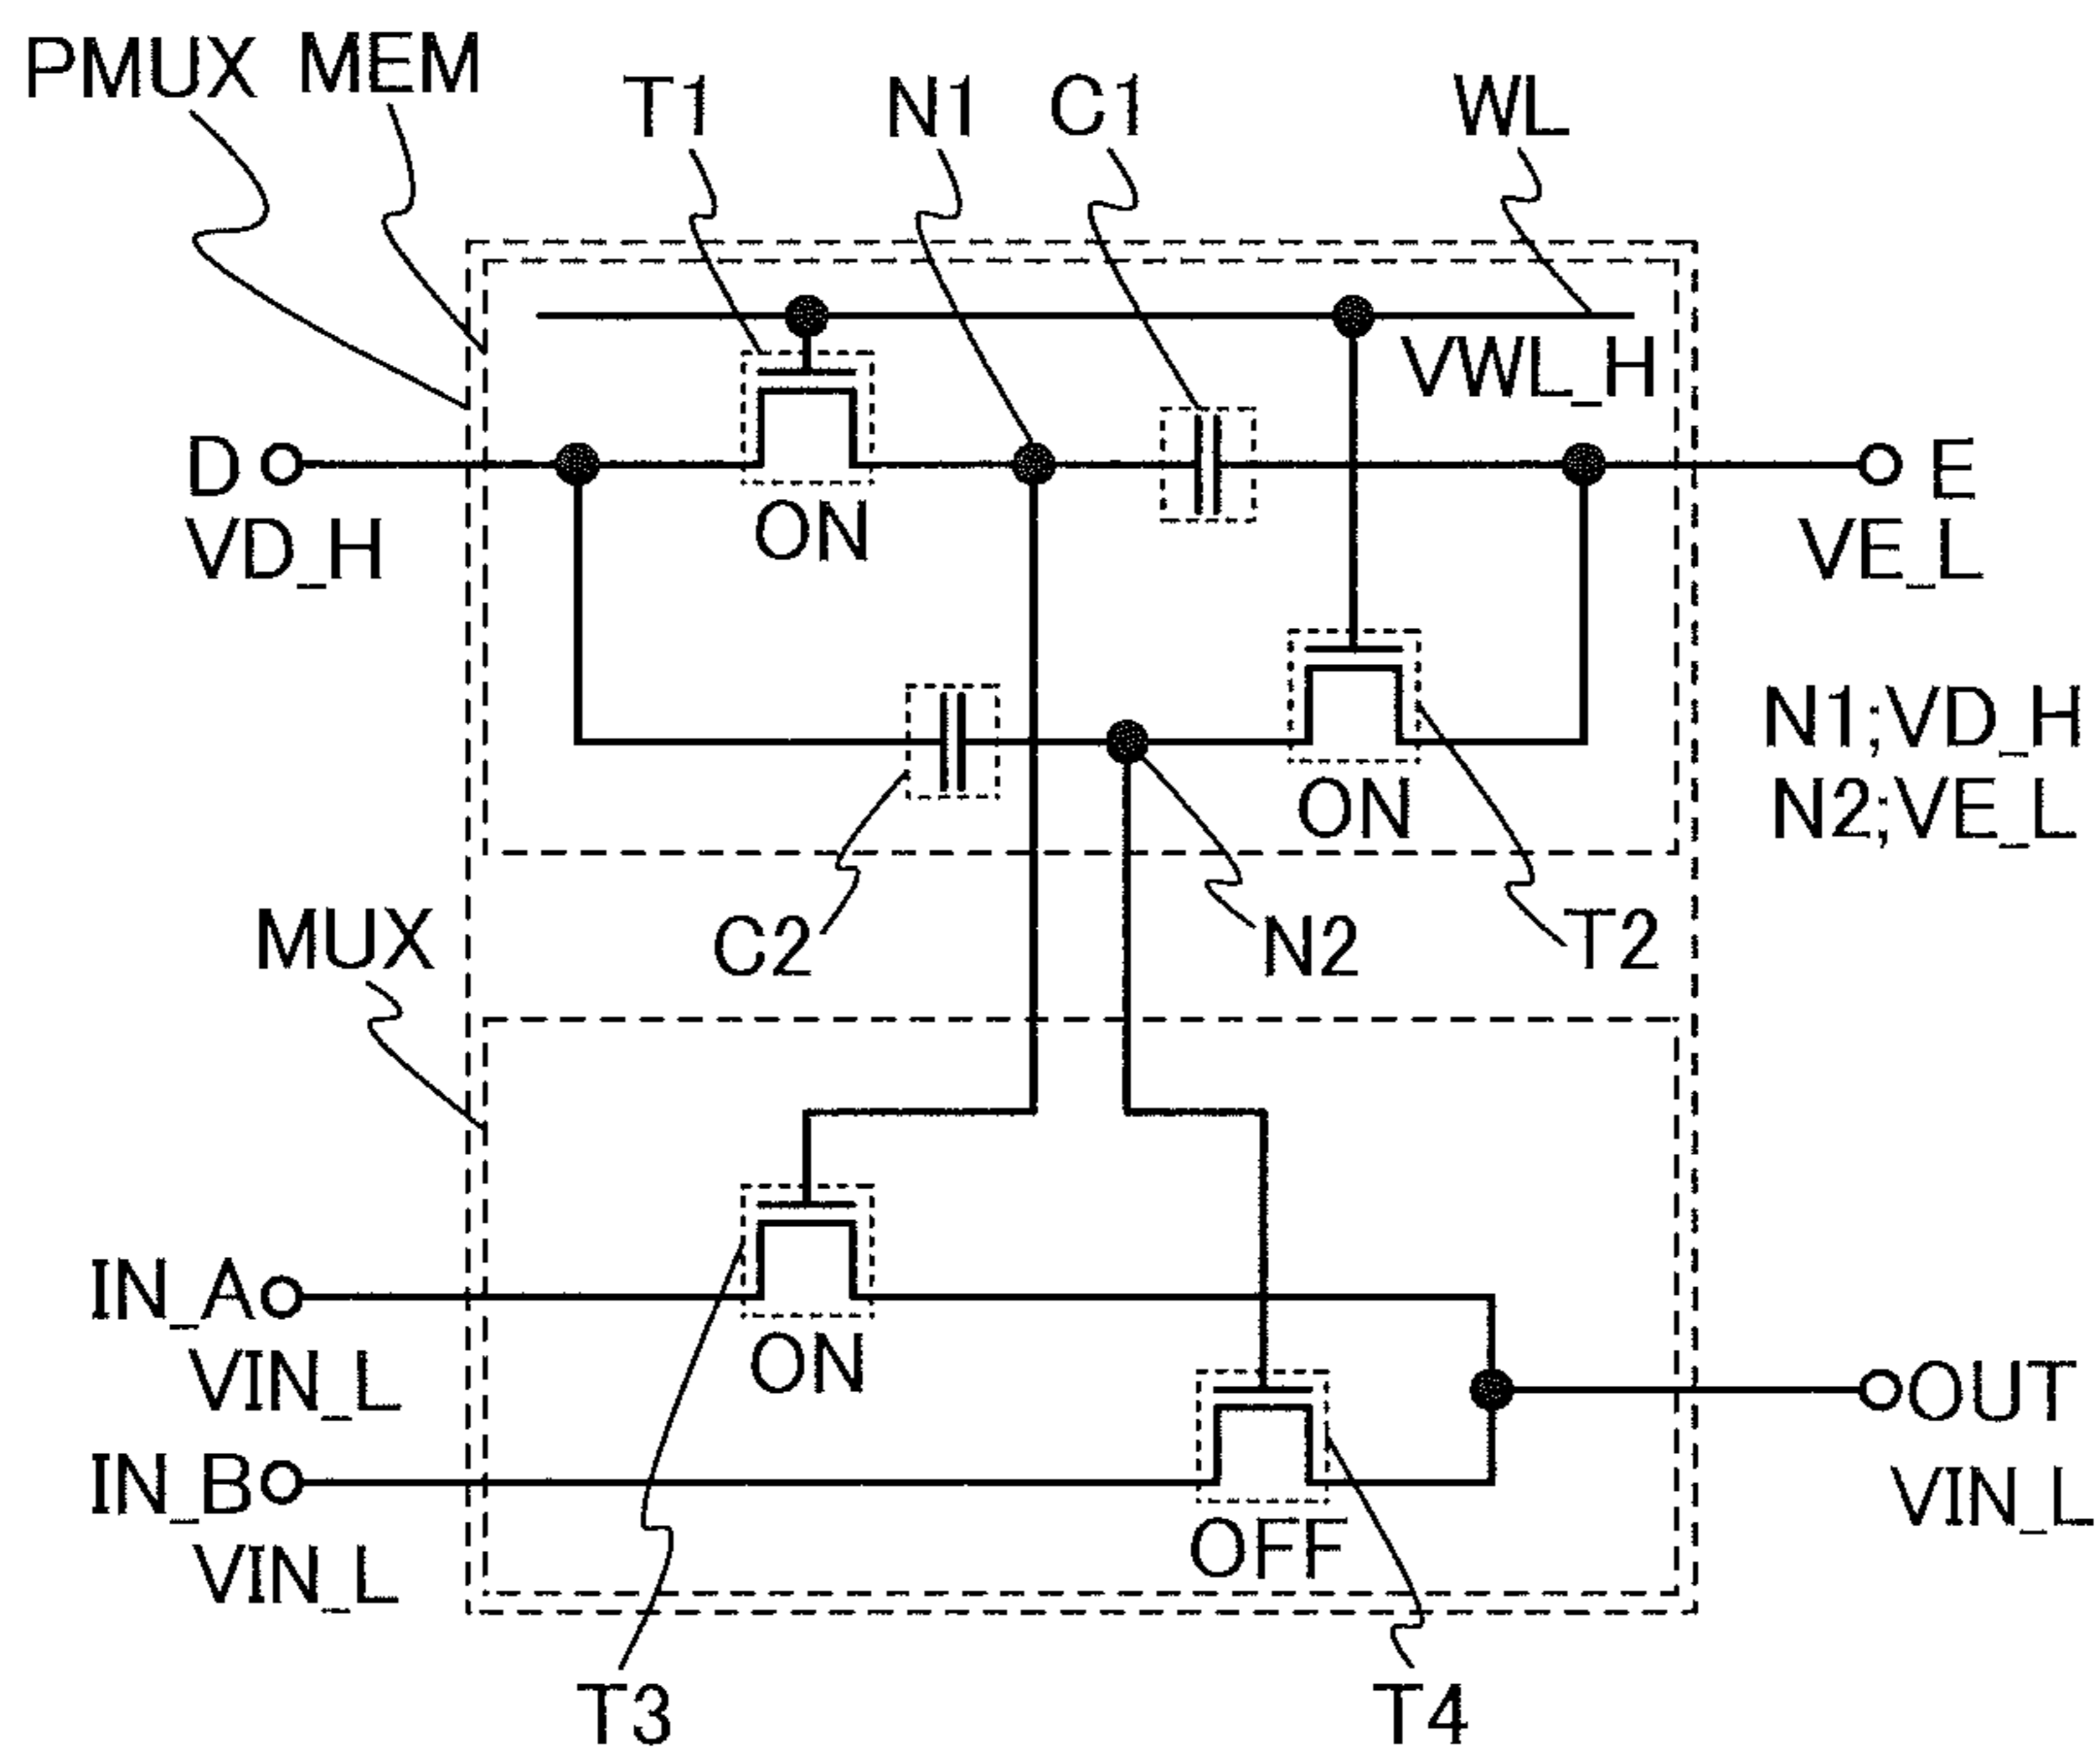 PMUX
MEM
T1
N1
C1
WL
VWL_H
D
VD_H
ON
E
VE_L
N1;VD_H
N2;VE_L
ON
C2
N2
T2
MUX
IN_A
VIN_L
ON
IN_B
VIN_L
OFF
OUT
VIN_L
T3
T4